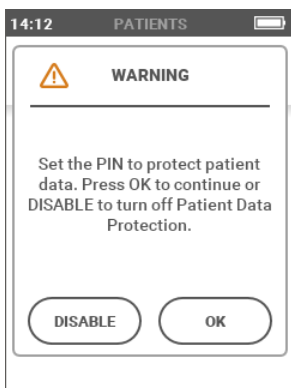 14:12 PATIENTS
WARNING
Set the PIN to protect patient
data. Press OK to continue or
DISABLE to turn off Patient Data
Protection.
DISABLE OK